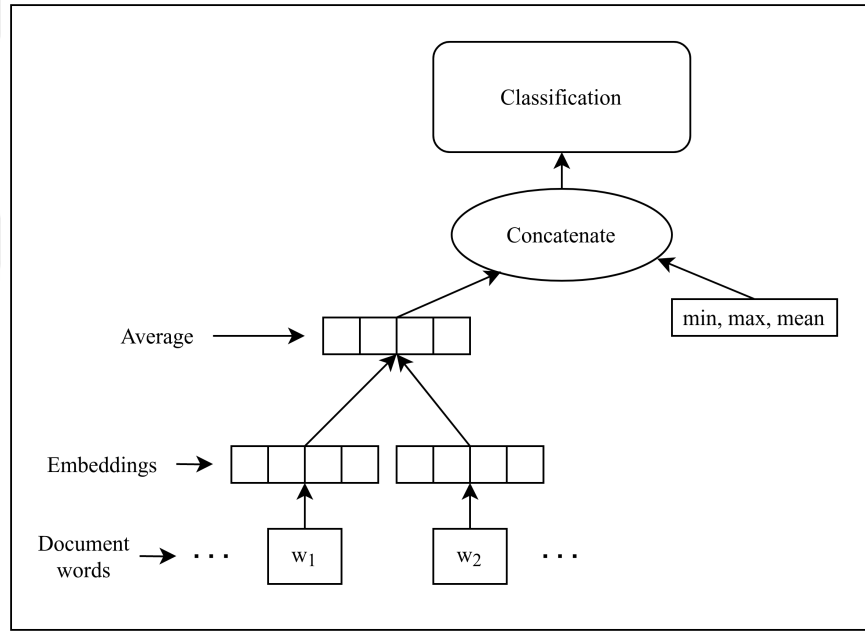 Classification
Concatenate
min, max, mean
Average
Embeddings
Document
words
. . .
w1
w2
. . .